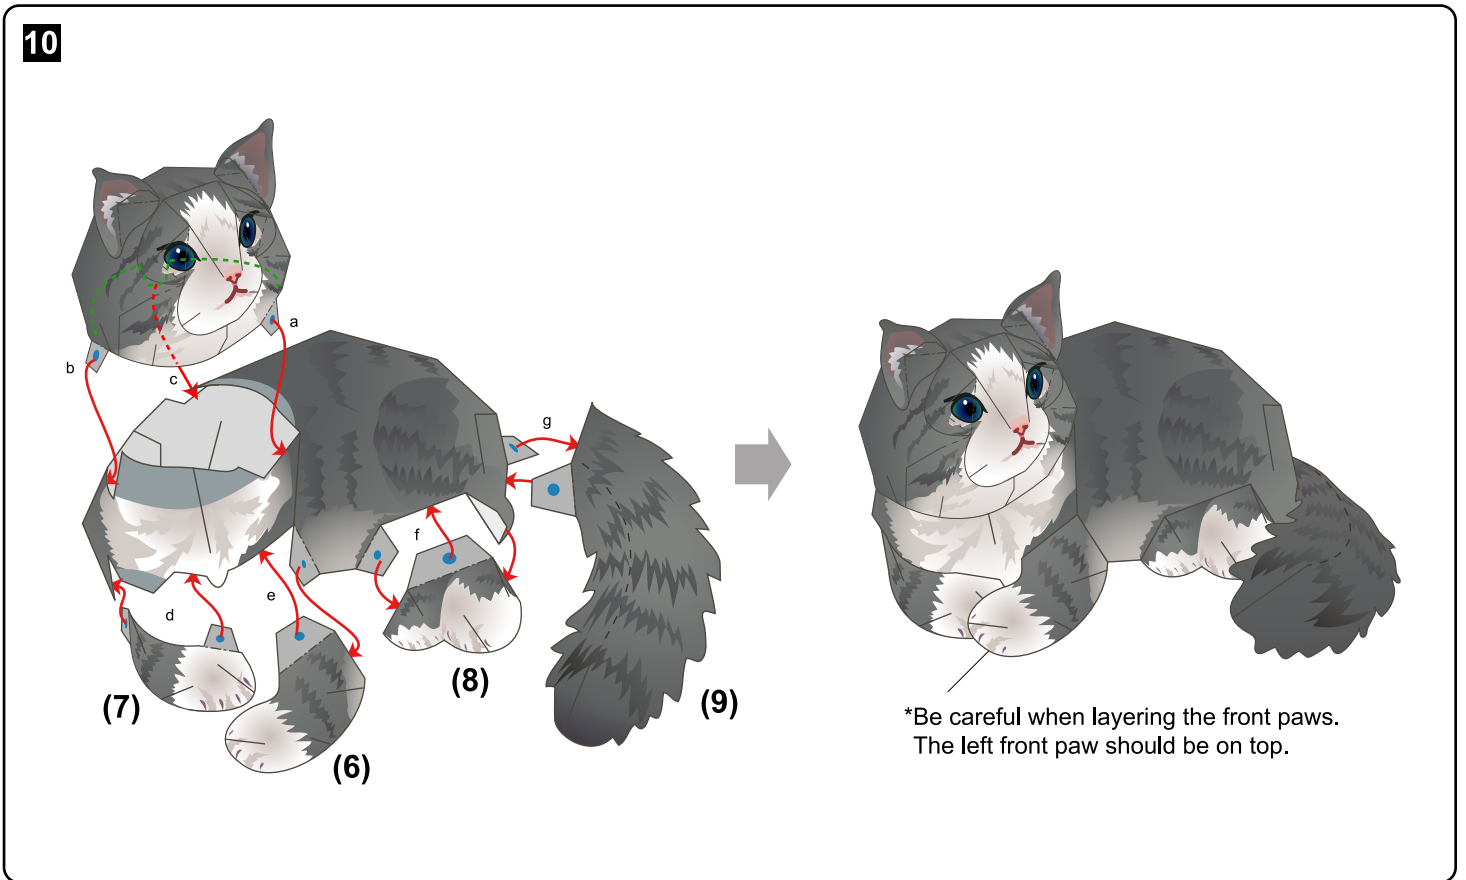 10
a
b
c
g
f
d
e
(7)
(8)
(9)
(6)
*Be careful when layering the front paws.
The left front paw should be on top.